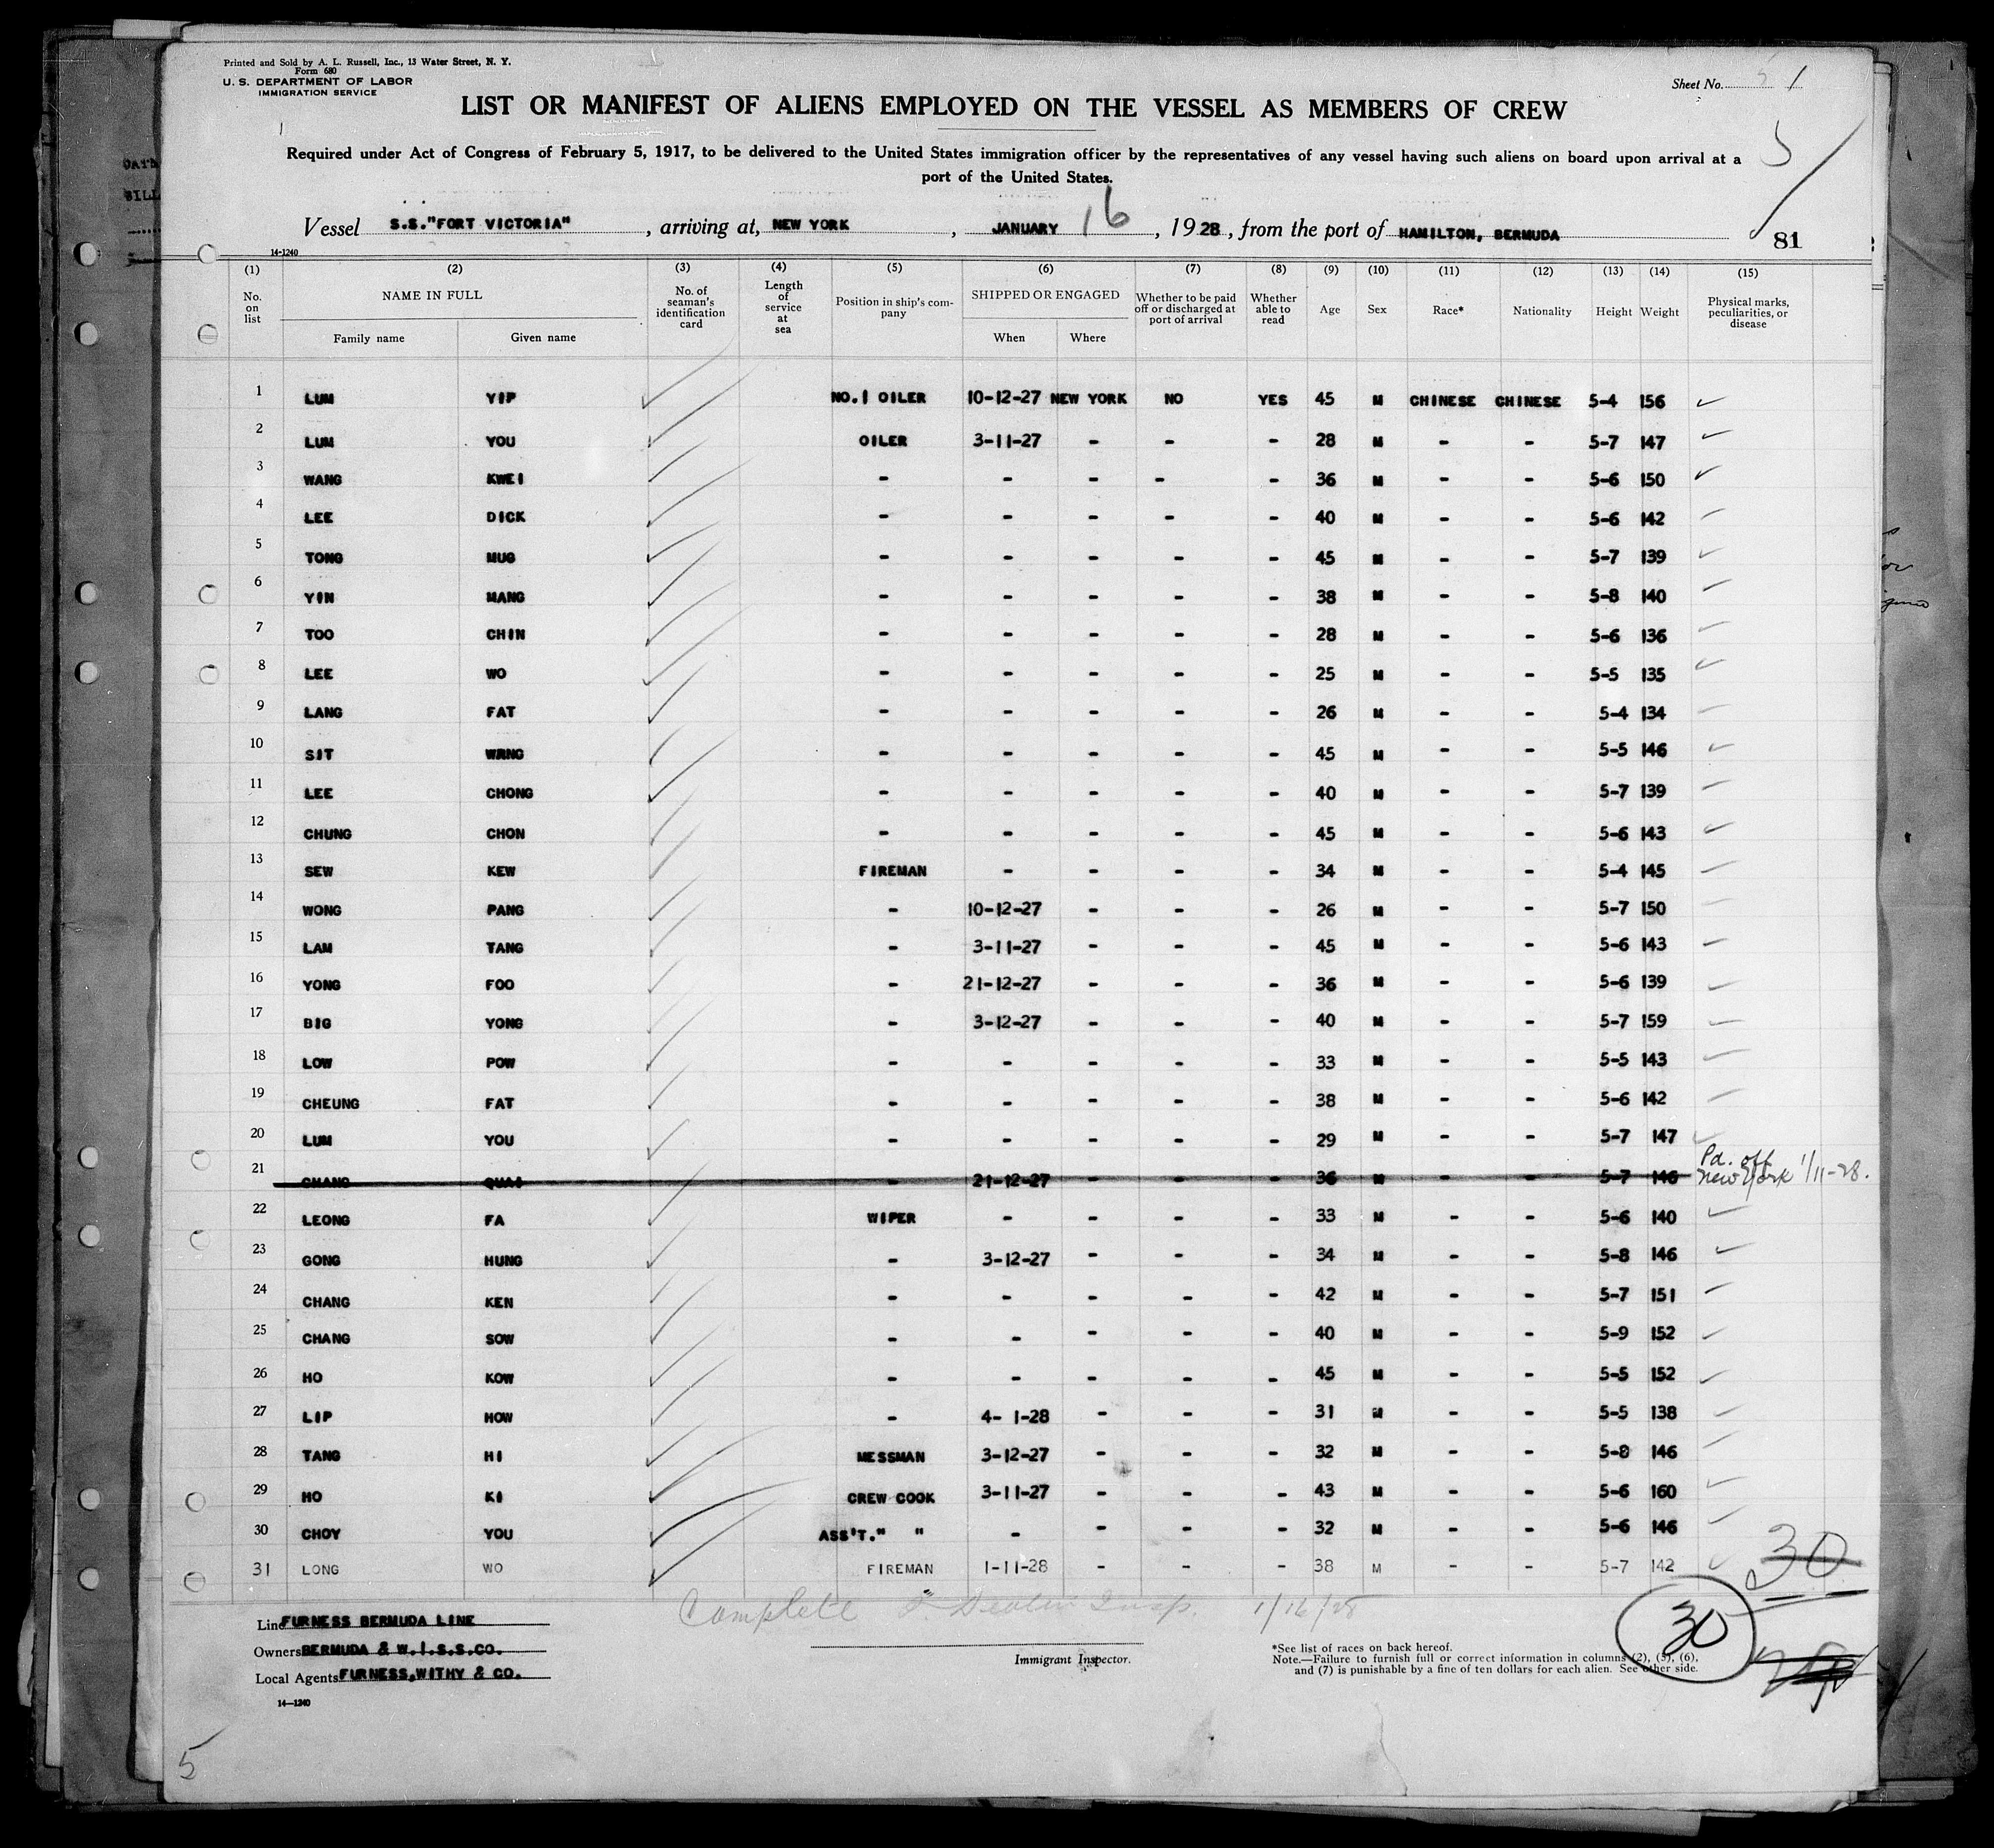 Printed and Sold by A. L. Russell, Inc., 13 Water Street, N. Y.
Form 680
U. S. DEPARTMENT OF LABOR
IMMIGRATION SERVICE
Sheet No. 5 1
LIST OR MANIFEST OF ALIENS EMPLOYED ON THE VESSEL AS MEMBERS OF CREW
Required under Act of Congress of February 5, 1917, to be delivered to the United States immigration officer by the representatives of any vessel having such aliens on board upon arrival at a
port of the United States.
Vessel S.S."FORT VICTORIA", arriving at, NEW YORK, JANUARY 16, 1928, from the port of HAMILTON, BERMUDA
14-1240
81
(1) (2) (3) (4) (5) (6) (7) (8) (9) (10) (11) (12) (13) (14) (15)
No. on list NAME IN FULL Family name Given name No. of seaman's identification card Length of service at sea Position in ship's company SHIPPED OR ENGAGED When Where Whether to be paid off or discharged at port of arrival Whether able to read Age Sex Race* Nationality Height Weight Physical marks, peculiarities, or disease
1 LUM YIP NO.1 OILER 10-12-27 NEW YORK NO YES 45 M CHINESE CHINESE 5-4 156
2 LUM YOU OILER 3-11-27 - - - 28 M - - 5-7 147
3 WANG KWEI - - - - - 36 M - - 5-6 150
4 LEE DICK - - - - - 40 M - - 5-6 142
5 TONG MUG - - - - - 45 M - - 5-7 139
6 YIN MANG - - - - - 38 M - - 5-8 140
7 TOO CHIN - - - - - 28 M - - 5-6 136
8 LEE WO - - - - - 25 M - - 5-5 135
9 LANG FAT - - - - - 26 M - - 5-4 134
10 SIT - - - - - 45 M - - 5-5 146
11 LEE CHONG - - - - - 40 M - - 5-7 139
12 CHUNG CHON - - - - - 45 M - - 5-6 143
13 SEW KEW FIREMAN - - - - 34 M - - 5-4 145
14 WONG PANG - 10-12-27 - - - 26 M - - 5-7 150
15 LAM TANG - 3-11-27 - - - 45 M - - 5-6 143
16 YONG FOO - 21-12-27 - - - 36 M - - 5-6 139
17 BIG YONG - 3-12-27 - - - 40 M - - 5-7 159
18 LOW POW - - - - - 33 M - - 5-5 143
19 CHEUNG FAT - - - - - 38 M - - 5-6 142
20 LUM YOU - - - - - 29 M - - 5-7 147
21 CHANG QUAI - 21-12-27 - - - 36 M - - 5-7 146 Pd. off New York 1/11-28.
22 LEONG FA WIPER - - - - 33 M - - 5-6 140
23 GONG HUNG - 3-12-27 - - - 34 M - - 5-8 146
24 CHANG KEN - - - - - 42 M - - 5-7 151
25 CHANG SOW - - - - - 40 M - - 5-9 152
26 HO KOW - - - - - 45 M - - 5-5 152
27 LIP HOW - 4- 1-28 - - - 31 M - - 5-5 138
28 TANG HI MESSMAN 3-12-27 - - - 32 M - - 5-8 146
29 HO KI CREW COOK 3-11-27 - - - 43 M - - 5-6 160
30 CHOY YOU ASS'T." " - - - - 32 M - - 5-6 146
31 LONG WO FIREMAN 1-11-28 - - - 38 M - - 5-7 142
30
Complete Insp. 1/16/28
30
Line FURNESS BERMUDA LINE
Owners BERMUDA & W.I.S.S.CO.
Local Agents FURNESS,WITHY & CO.
14—1240
Immigrant Inspector.
*See list of races on back hereof.
Note.—Failure to furnish full or correct information in columns (2), (5), (6),
and (7) is punishable by a fine of ten dollars for each alien. See other side.
5